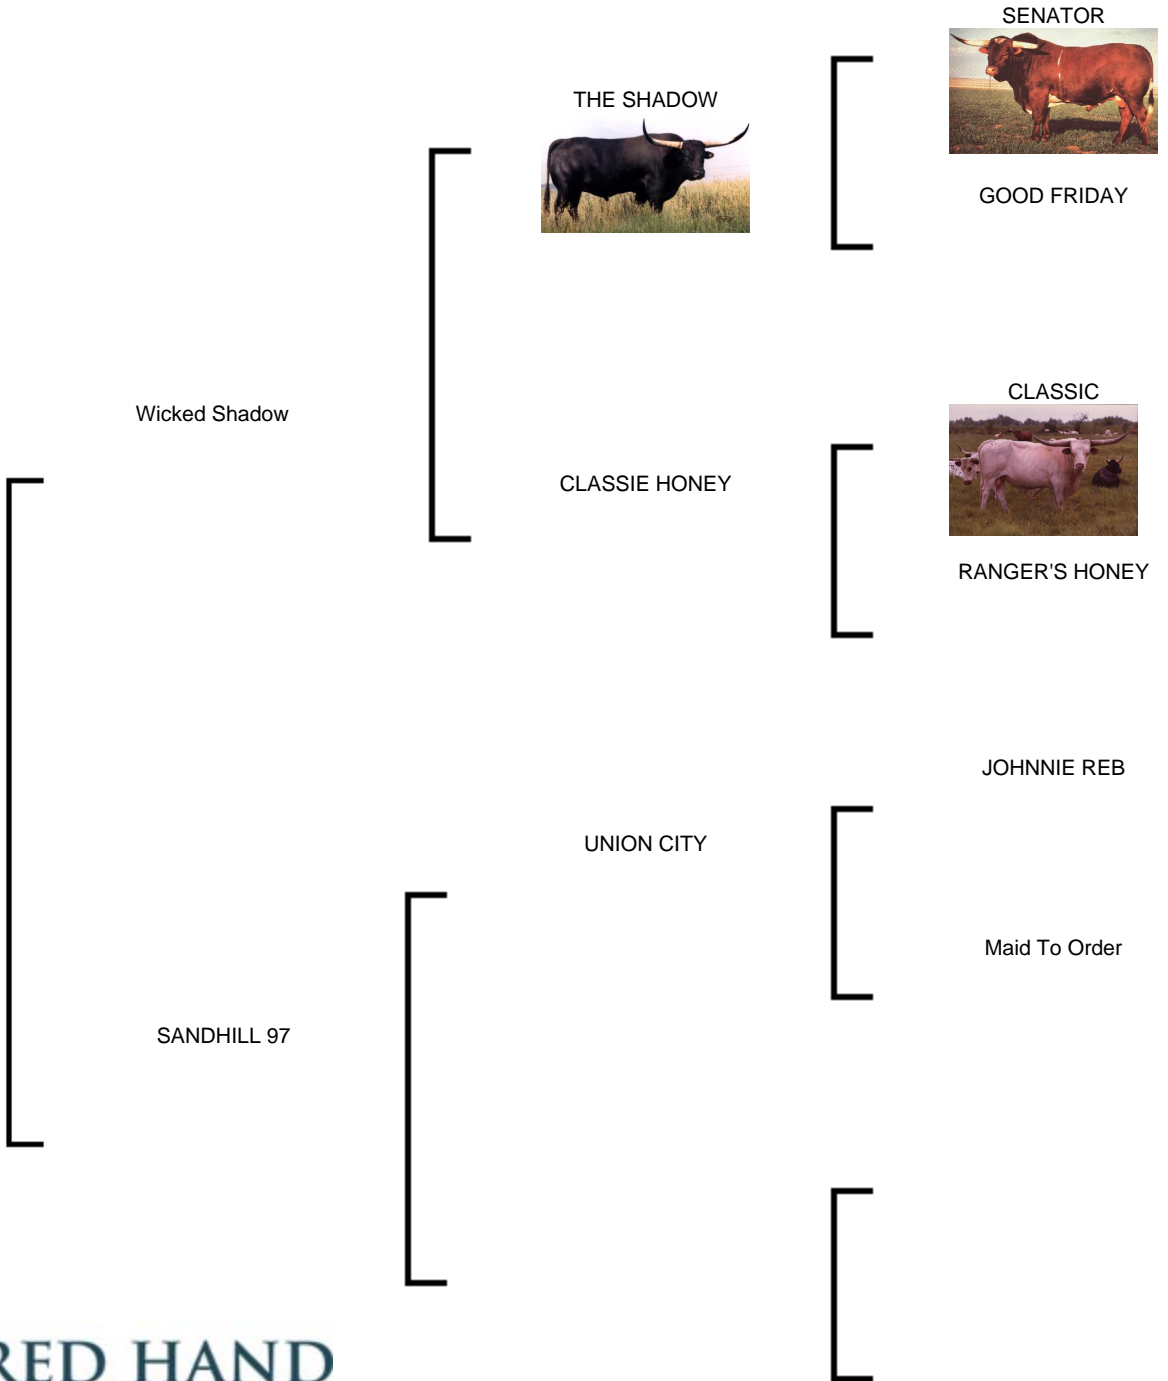 SENATOR
THE SHADOW
GOOD FRIDAY
CLASSIC
Wicked Shadow
CLASSIE HONEY
RANGER'S HONEY
JOHNNIE REB
UNION CITY
Maid To Order
SANDHILL 97
RED HAND